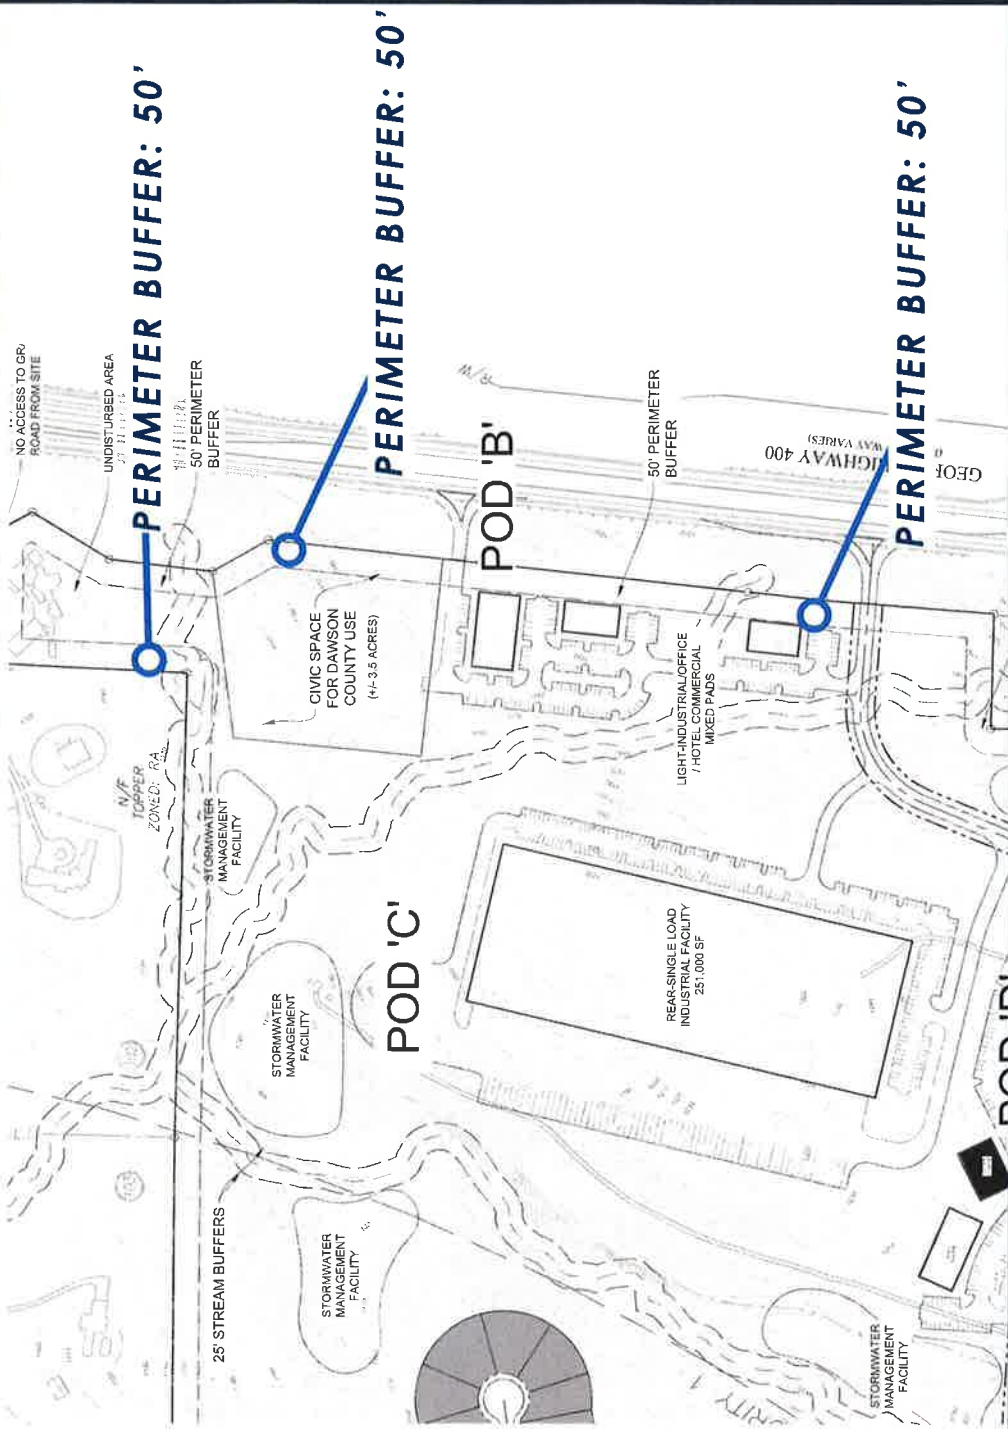 PERIMETER BUFFER: 50'
PERIMETER BUFFER: 50'
PERIMETER BUFFER: 50'
NO ACCESS TO
ROAD FROM SITE
UNDISTURBED AREA
50' PERIMETER
BUFFER
R/W
POD 'B'
50' PERIMETER
BUFFER
HIGHWAY 400
WAY VARIES)
CIVIC SPACE
FOR DAWSON
COUNTY USE
(+/- 3.5 ACRES)
LIGHT-INDUSTRIAL/OFFICE
/ HOTEL COMMERCIAL
MIXED PADS
N/F
TOPPER
ZONED: RA
STORMWATER
MANAGEMENT
FACILITY
POD 'C'
STORMWATER
MANAGEMENT
FACILITY
REAR-SINGLE LOAD
INDUSTRIAL FACILITY
251,000 SF
25' STREAM BUFFERS
STORMWATER
MANAGEMENT
FACILITY
STORMWATER
MANAGEMENT
FACILITY
POD